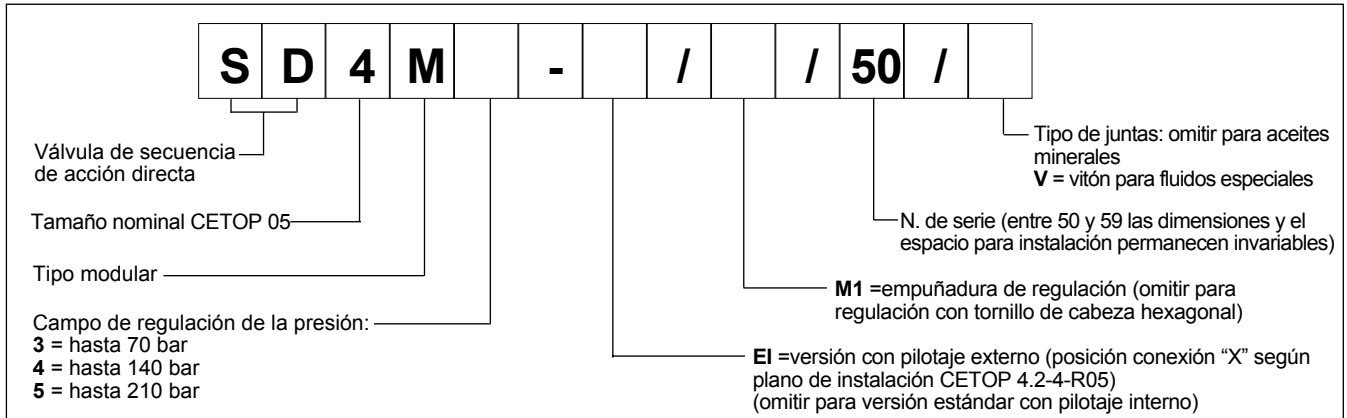 S D 4 M - / / 50 /
Válvula de secuencia
de acción directa
Tamaño nominal CETOP 05
Tipo modular
Campo de regulación de la presión:
3 = hasta 70 bar
4 = hasta 140 bar
5 = hasta 210 bar
Tipo de juntas: omitir para aceites
minerales
V = vitón para fluidos especiales
N. de serie (entre 50 y 59 las dimensiones y el
espacio para instalación permanecen invariables)
M1 =empuñadura de regulación (omitir para
regulación con tornillo de cabeza hexagonal)
EI =versión con pilotaje externo (posición conexión “X” según
plano de instalación CETOP 4.2-4-R05)
(omitir para versión estándar con pilotaje interno)